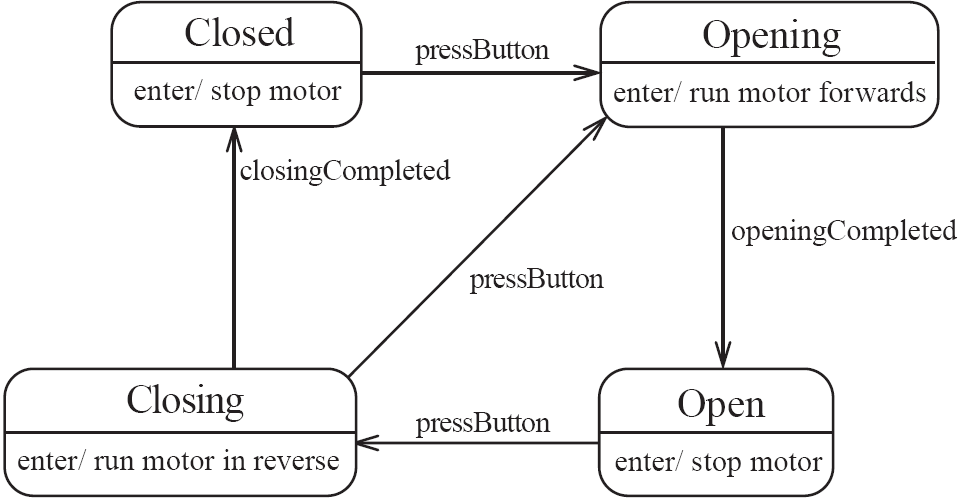 Closed
enter/ stop motor
pressButton
Opening
enter/ run motor forwards
closingCompleted
openingCompleted
pressButton
Closing
enter/ run motor in reverse
pressButton
Open
enter/ stop motor